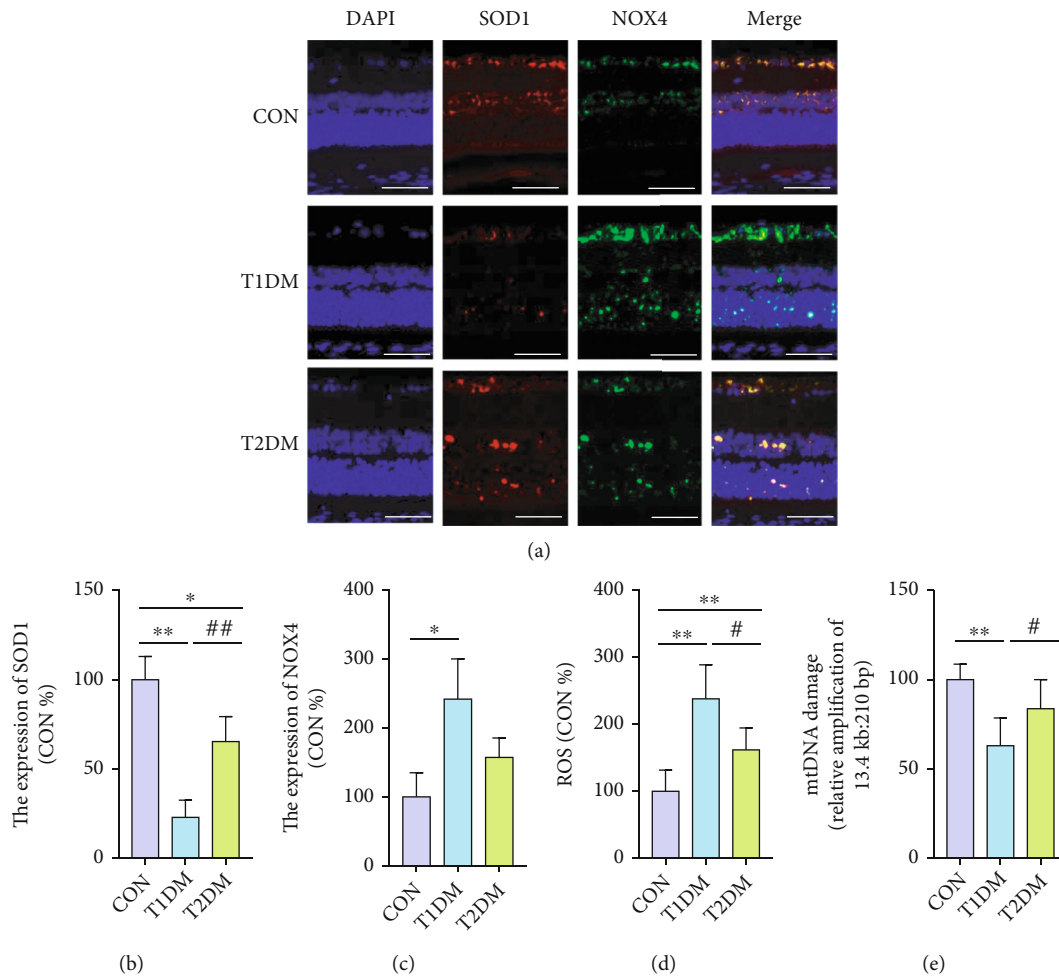 DAPI SOD1 NOX4 Merge
CON
T1DM
T2DM
(a)
The expression of SOD1
(CON %)
150
100
50
0
*
** ##
CON T1DM T2DM
(b)
The expression of NOX4
(CON %)
400
300
200
100
0
*
CON T1DM T2DM
(c)
ROS (CON %)
400
300
200
100
0
**
** #
CON T1DM T2DM
(d)
mtDNA damage
(relative amplification of
13.4 kb:210 bp)
150
100
50
0
** #
CON T1DM T2DM
(e)